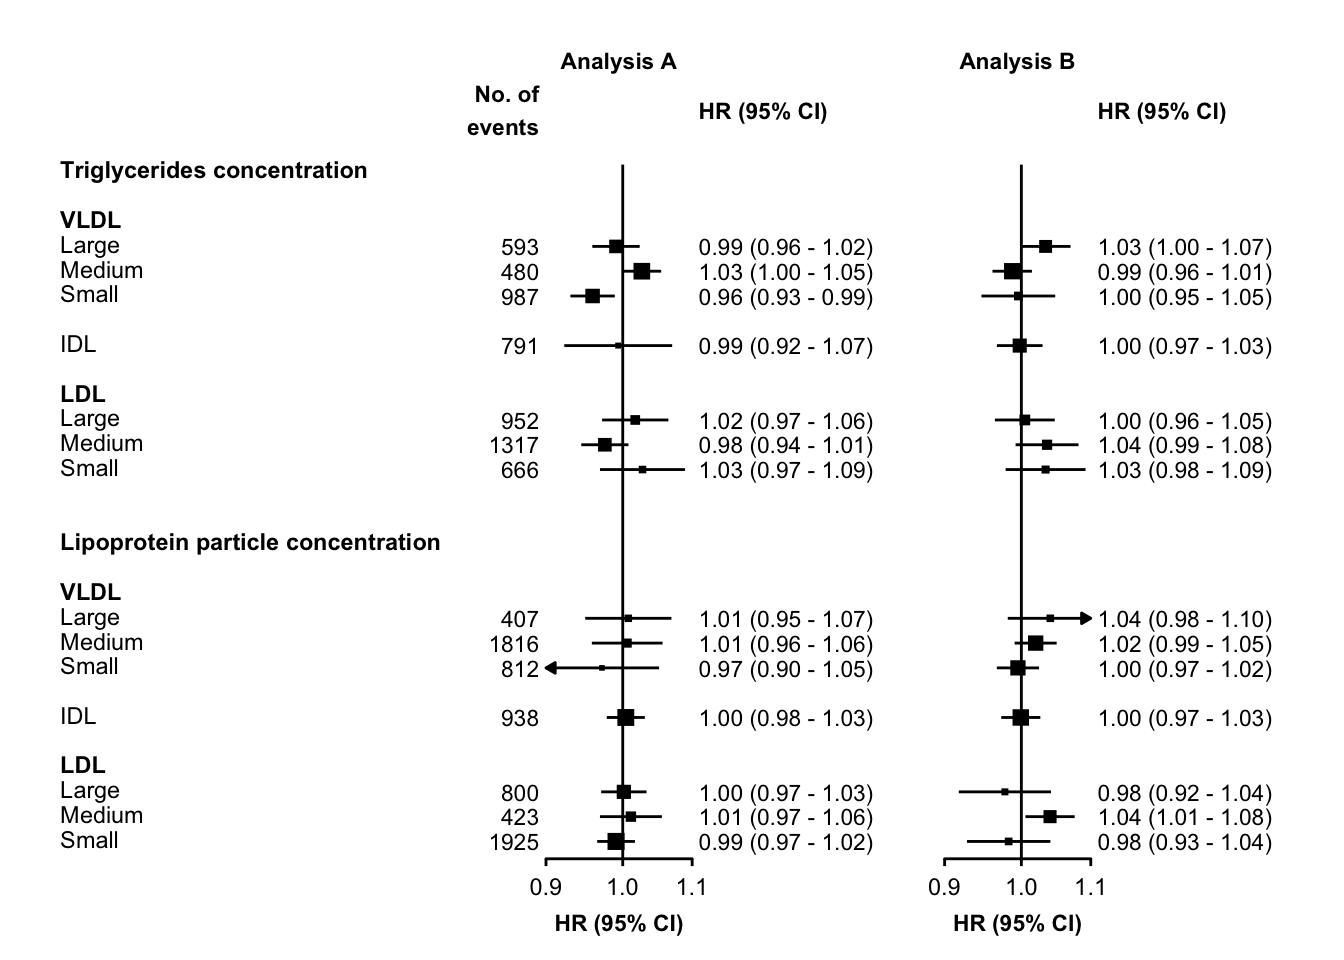 Analysis A Analysis B
No. of events HR (95% CI) HR (95% CI)
Triglycerides concentration
VLDL
Large 593 0.99 (0.96 - 1.02) 1.03 (1.00 - 1.07)
Medium 480 1.03 (1.00 - 1.05) 0.99 (0.96 - 1.01)
Small 987 0.96 (0.93 - 0.99) 1.00 (0.95 - 1.05)
IDL 791 0.99 (0.92 - 1.07) 1.00 (0.97 - 1.03)
LDL
Large 952 1.02 (0.97 - 1.06) 1.00 (0.96 - 1.05)
Medium 1317 0.98 (0.94 - 1.01) 1.04 (0.99 - 1.08)
Small 666 1.03 (0.97 - 1.09) 1.03 (0.98 - 1.09)
Lipoprotein particle concentration
VLDL
Large 407 1.01 (0.95 - 1.07) 1.04 (0.98 - 1.10)
Medium 1816 1.01 (0.96 - 1.06) 1.02 (0.99 - 1.05)
Small 812 0.97 (0.90 - 1.05) 1.00 (0.97 - 1.02)
IDL 938 1.00 (0.98 - 1.03) 1.00 (0.97 - 1.03)
LDL
Large 800 1.00 (0.97 - 1.03) 0.98 (0.92 - 1.04)
Medium 423 1.01 (0.97 - 1.06) 1.04 (1.01 - 1.08)
Small 1925 0.99 (0.97 - 1.02) 0.98 (0.93 - 1.04)
0.9 1.0 1.1 0.9 1.0 1.1
HR (95% CI) HR (95% CI)